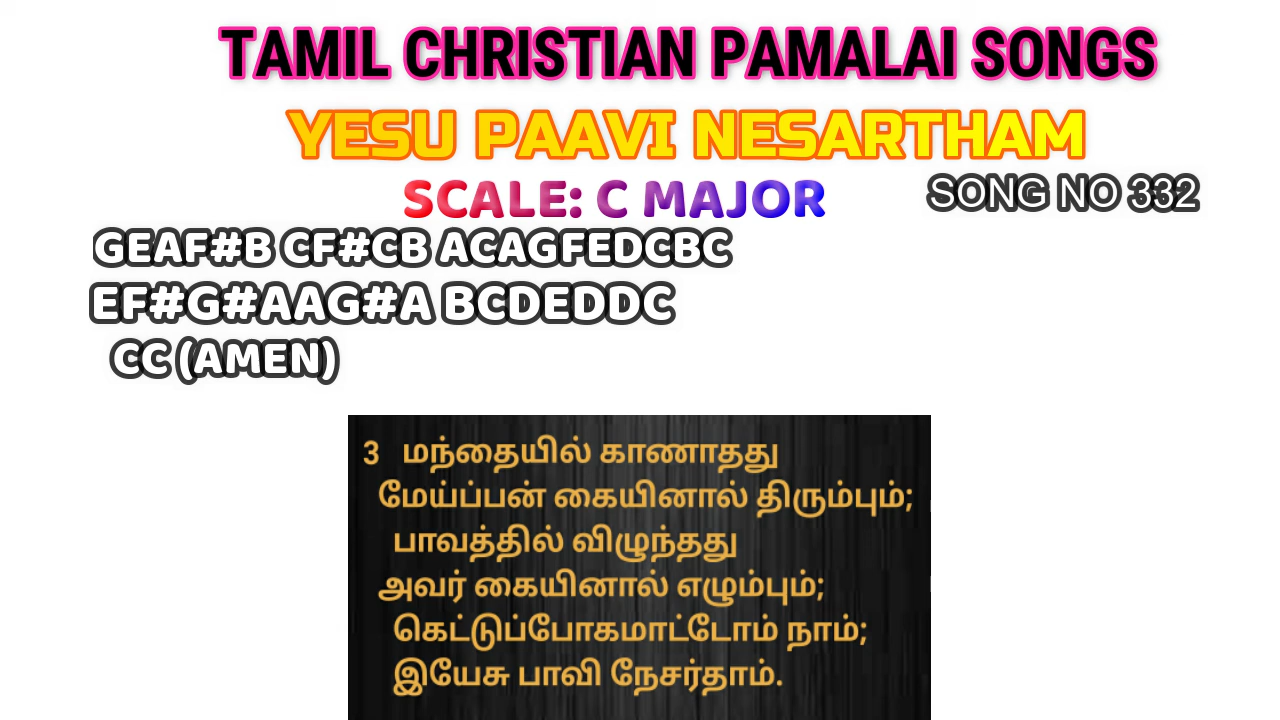 TAMIL CHRISTIAN PAMALAI SONGS
YESU PAAVI NESARTHAM
SCALE: C MAJOR
SONG NO 332
GEAF#B CF#CB ACAGFEDCBC
EF#G#AAG#A BCDEDDC
CC (AMEN)
3 மந்தையில் காணாதது
மேய்ப்பன் கையினால் திரும்பும்;
பாவத்தில் விழுந்தது
அவர் கையினால் எழும்பும்;
கெட்டுப்போகமாட்டோம் நாம்;
இயேசு பாவி நேசர்தாம்.